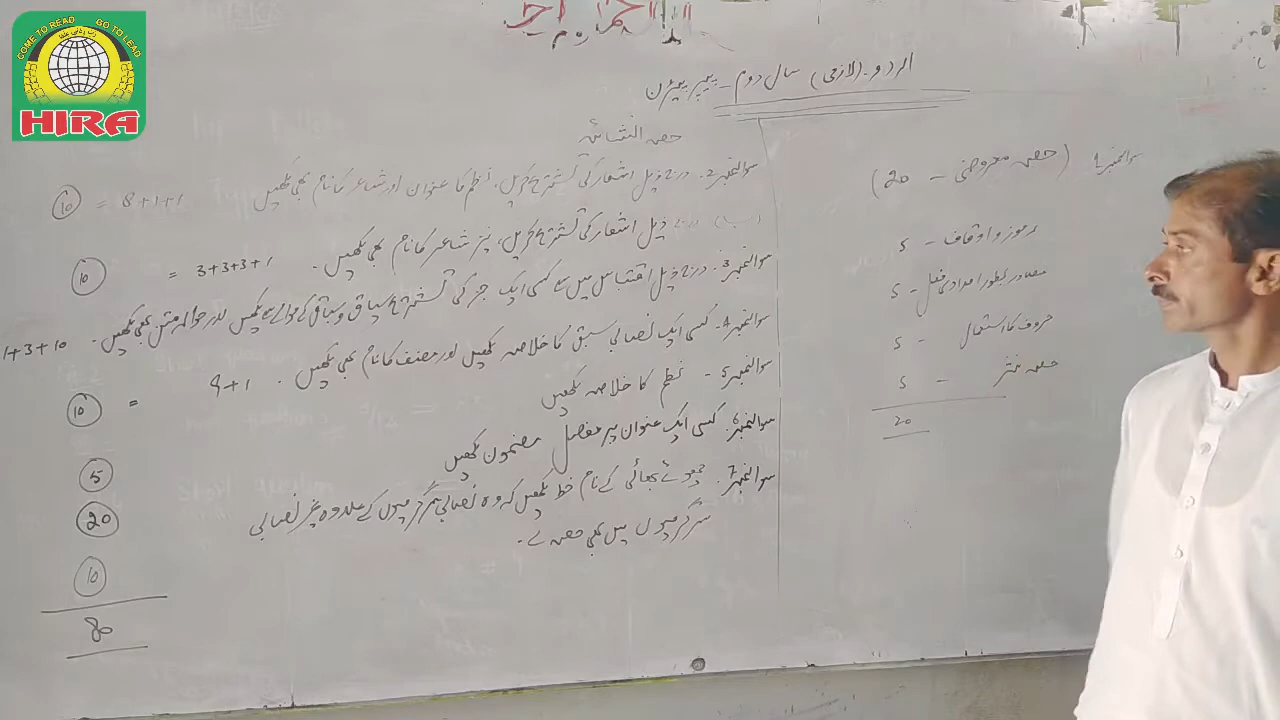 COME TO READ GO TO LEAD
HIRA
اردو (لازمی) سال دوم - پیپر پیٹرن
سوال نمبر 1 (حصہ معروضی - 20)
رموز و اوقاف - 5
مصادر بطور امدادی فعل - 5
حروف کا استعمال - 5
حصہ نثر - 5
20
حصہ انشائیہ
سوال نمبر 2. درج ذیل اشعار کی تشریح کریں، نظم کا عنوان اور شاعر کا نام بھی لکھیں 8+1+1 = 10
(ب) درج ذیل اشعار کی تشریح کریں، نیز شاعر کا نام بھی لکھیں۔ 3+3+3+1 = 10
سوال نمبر 3. درج ذیل اقتباس میں سے کسی ایک جز کی تشریح سیاق و سباق کے حوالے سے لکھیں اور حوالہ متن بھی لکھیں۔ 1+3+10
سوال نمبر 4. کسی ایک نصابی سبق کا خلاصہ لکھیں اور مصنف کا نام بھی لکھیں۔ 9+1 = 10
سوال نمبر 5 - نظم کا خلاصہ لکھیں 5
سوال نمبر 6. کسی ایک عنوان پر مفصل مضمون لکھیں 20
سوال نمبر 7. چھوٹے بھائی کے نام خط لکھیں کہ وہ نصابی سرگرمیوں کے علاوہ غیر نصابی
سرگرمیوں میں بھی حصہ لے۔ 10
80